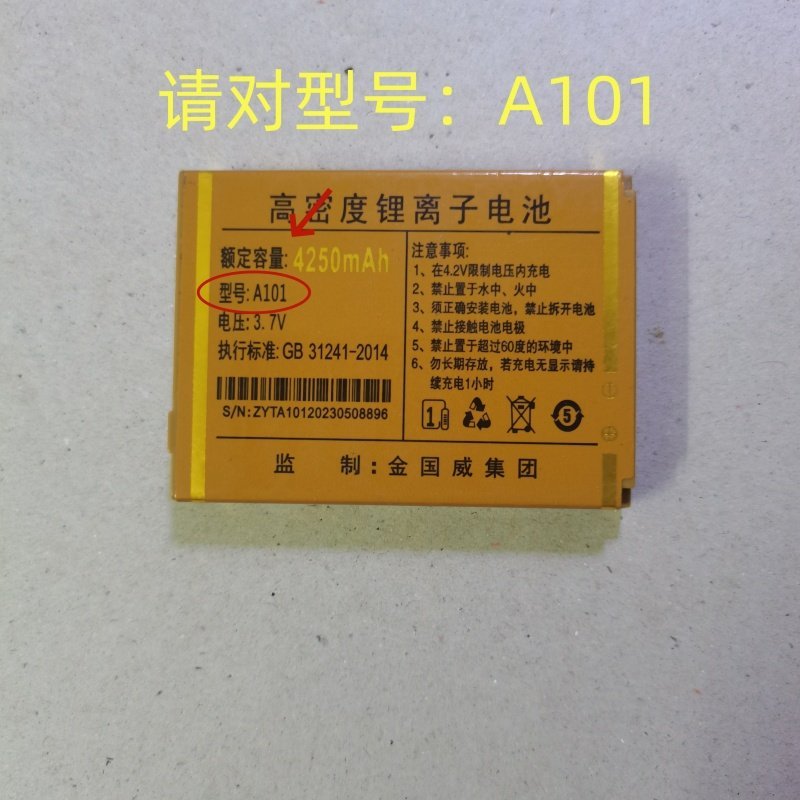 请对型号：A101
高密度锂离子电池
额定容量: 4250mAh
型号: A101
电压: 3.7V
执行标准: GB 31241-2014
S/N:ZYTA10120230508896
注意事项:
1、在4.2V限制电压内充电
2、禁止置于水中、火中
3、须正确安装电池，禁止拆开电池
4、禁止接触电池电极
5、禁止置于超过60度的环境中
6、勿长期存放，若充电无显示请持
续充电1小时
1
5
监 制: 金国威集团